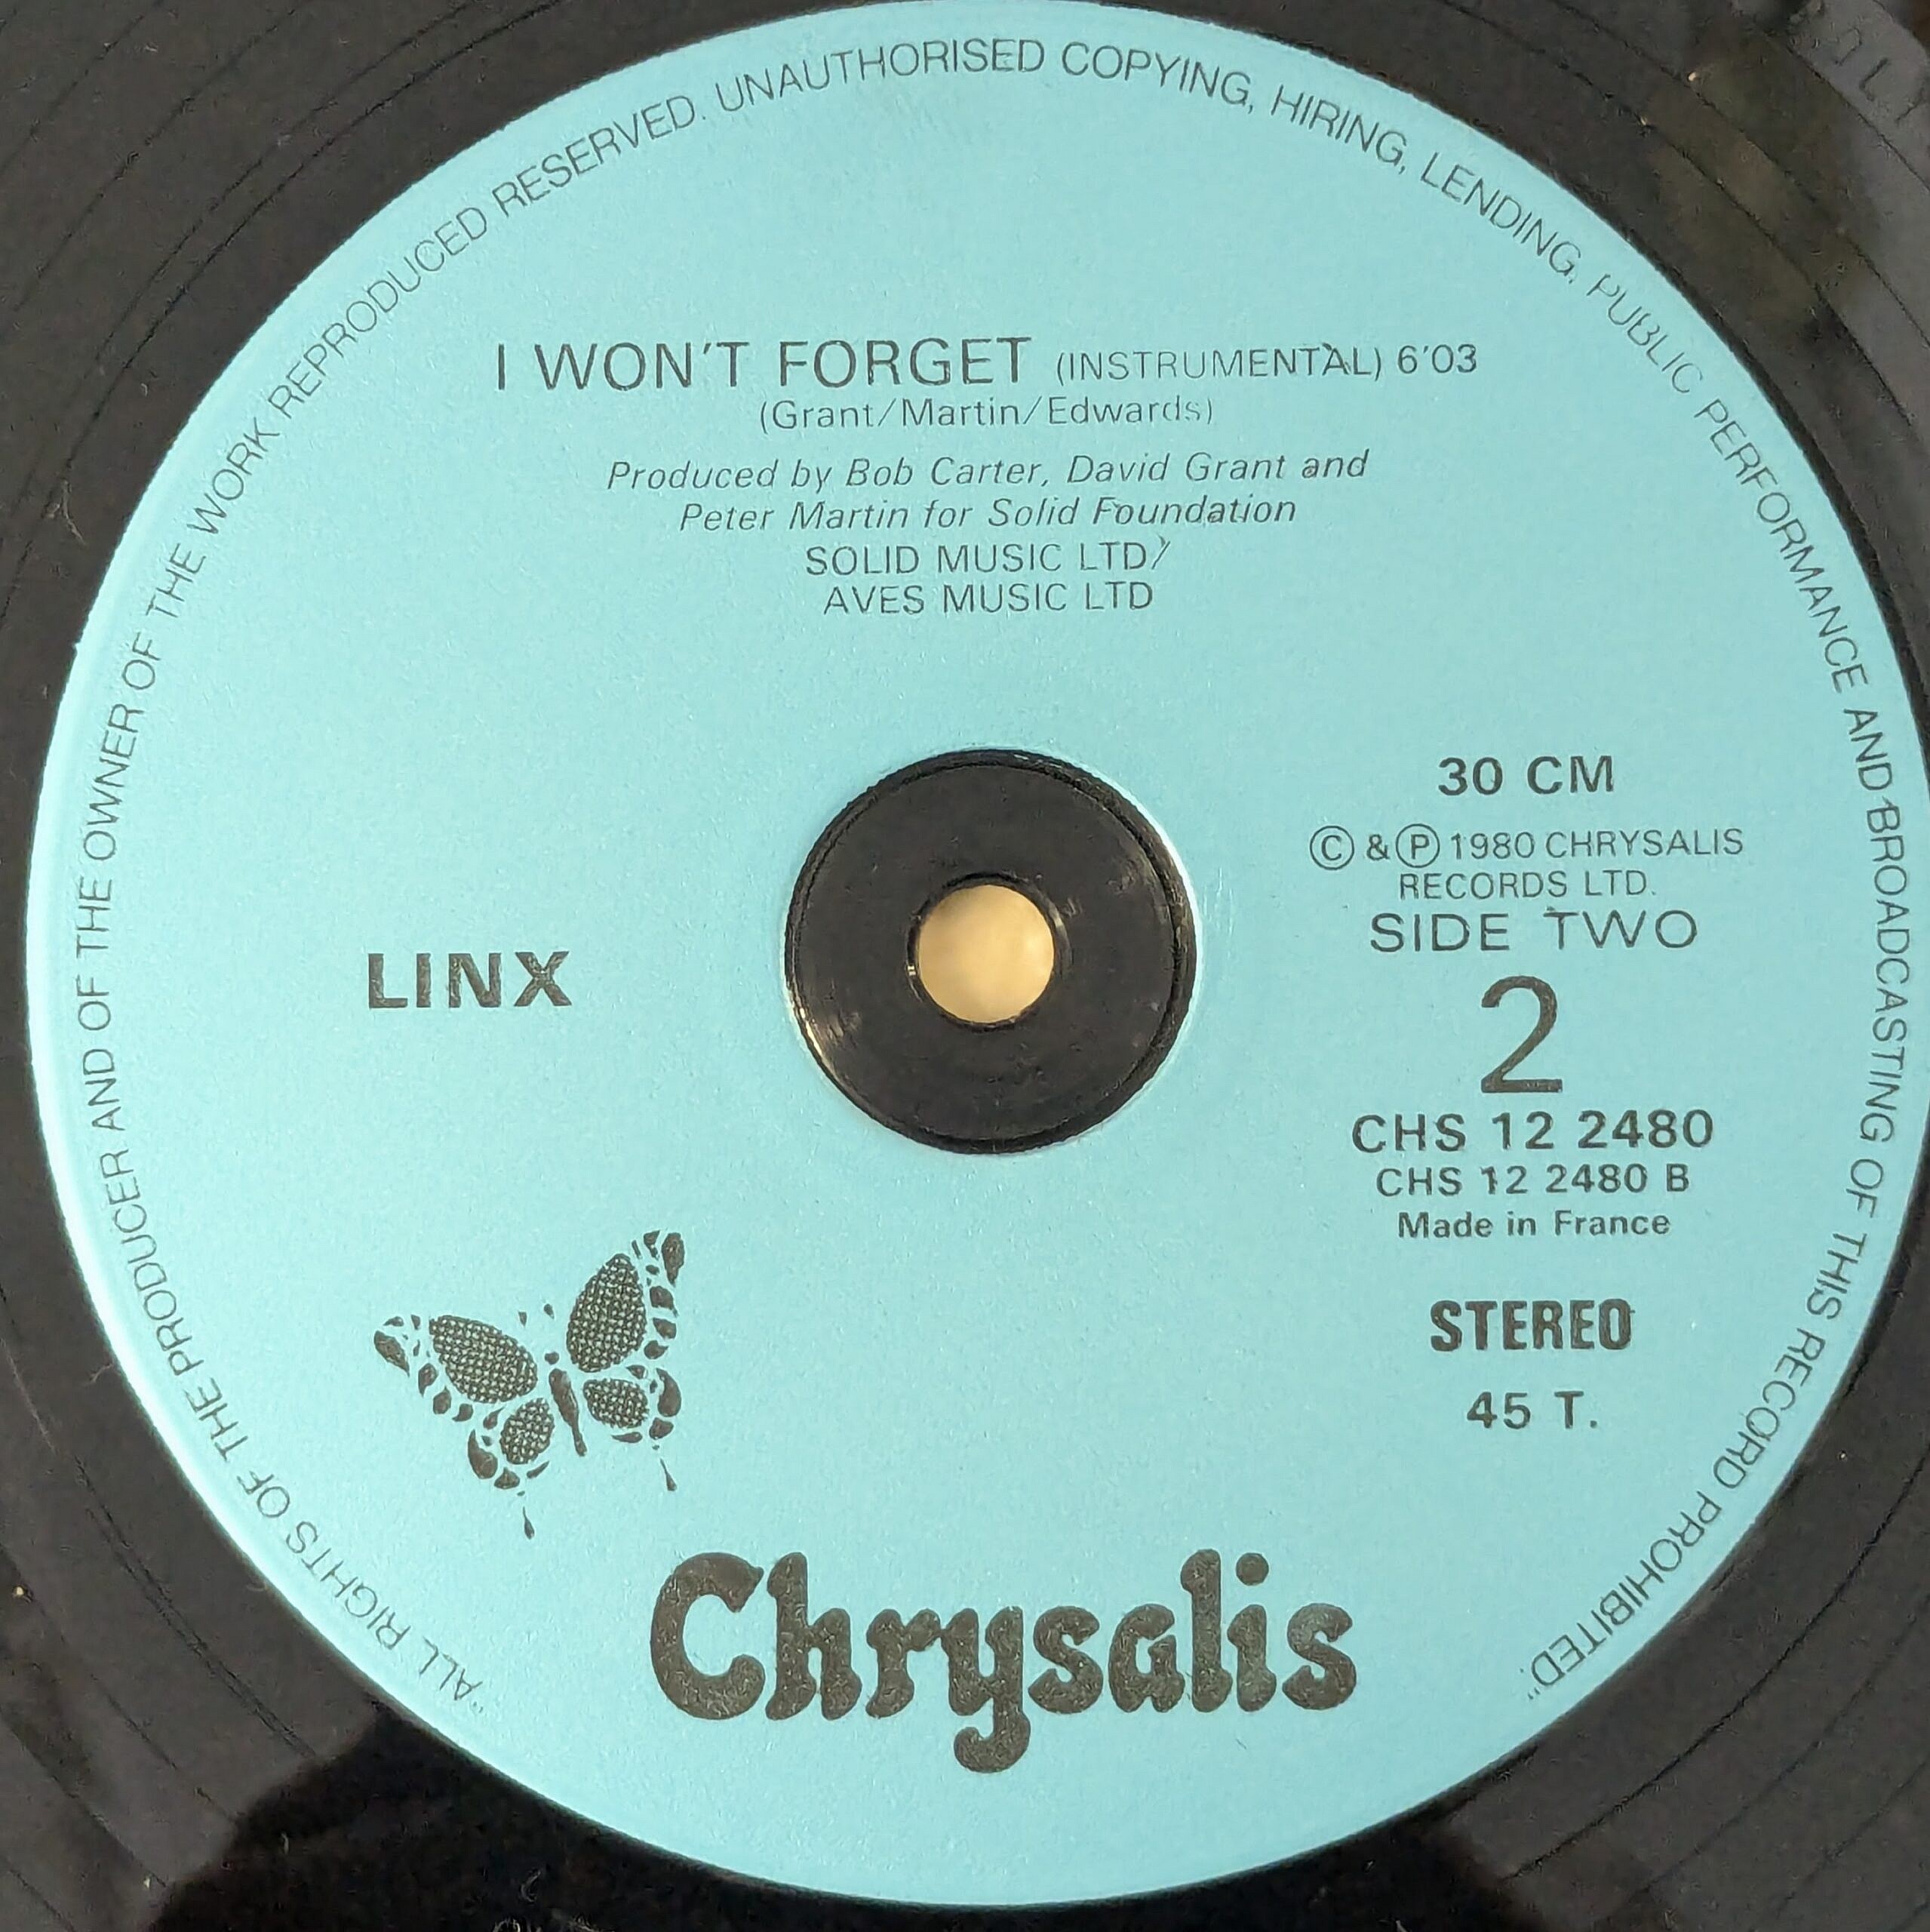 "ALL RIGHTS OF THE PRODUCER AND OF THE OWNER OF THE WORK REPRODUCED RESERVED. UNAUTHORISED COPYING, HIRING, LENDING, PUBLIC PERFORMANCE AND BROADCASTING OF THIS RECORD PROHIBITED."
I WON'T FORGET (INSTRUMENTAL) 6'03
(Grant/Martin/Edwards)
Produced by Bob Carter, David Grant and
Peter Martin for Solid Foundation
SOLID MUSIC LTD/
AVES MUSIC LTD
LINX
30 CM
© & ℗ 1980 CHRYSALIS
RECORDS LTD.
SIDE TWO
2
CHS 12 2480
CHS 12 2480 B
Made in France
STEREO
45 T.
Chrysalis